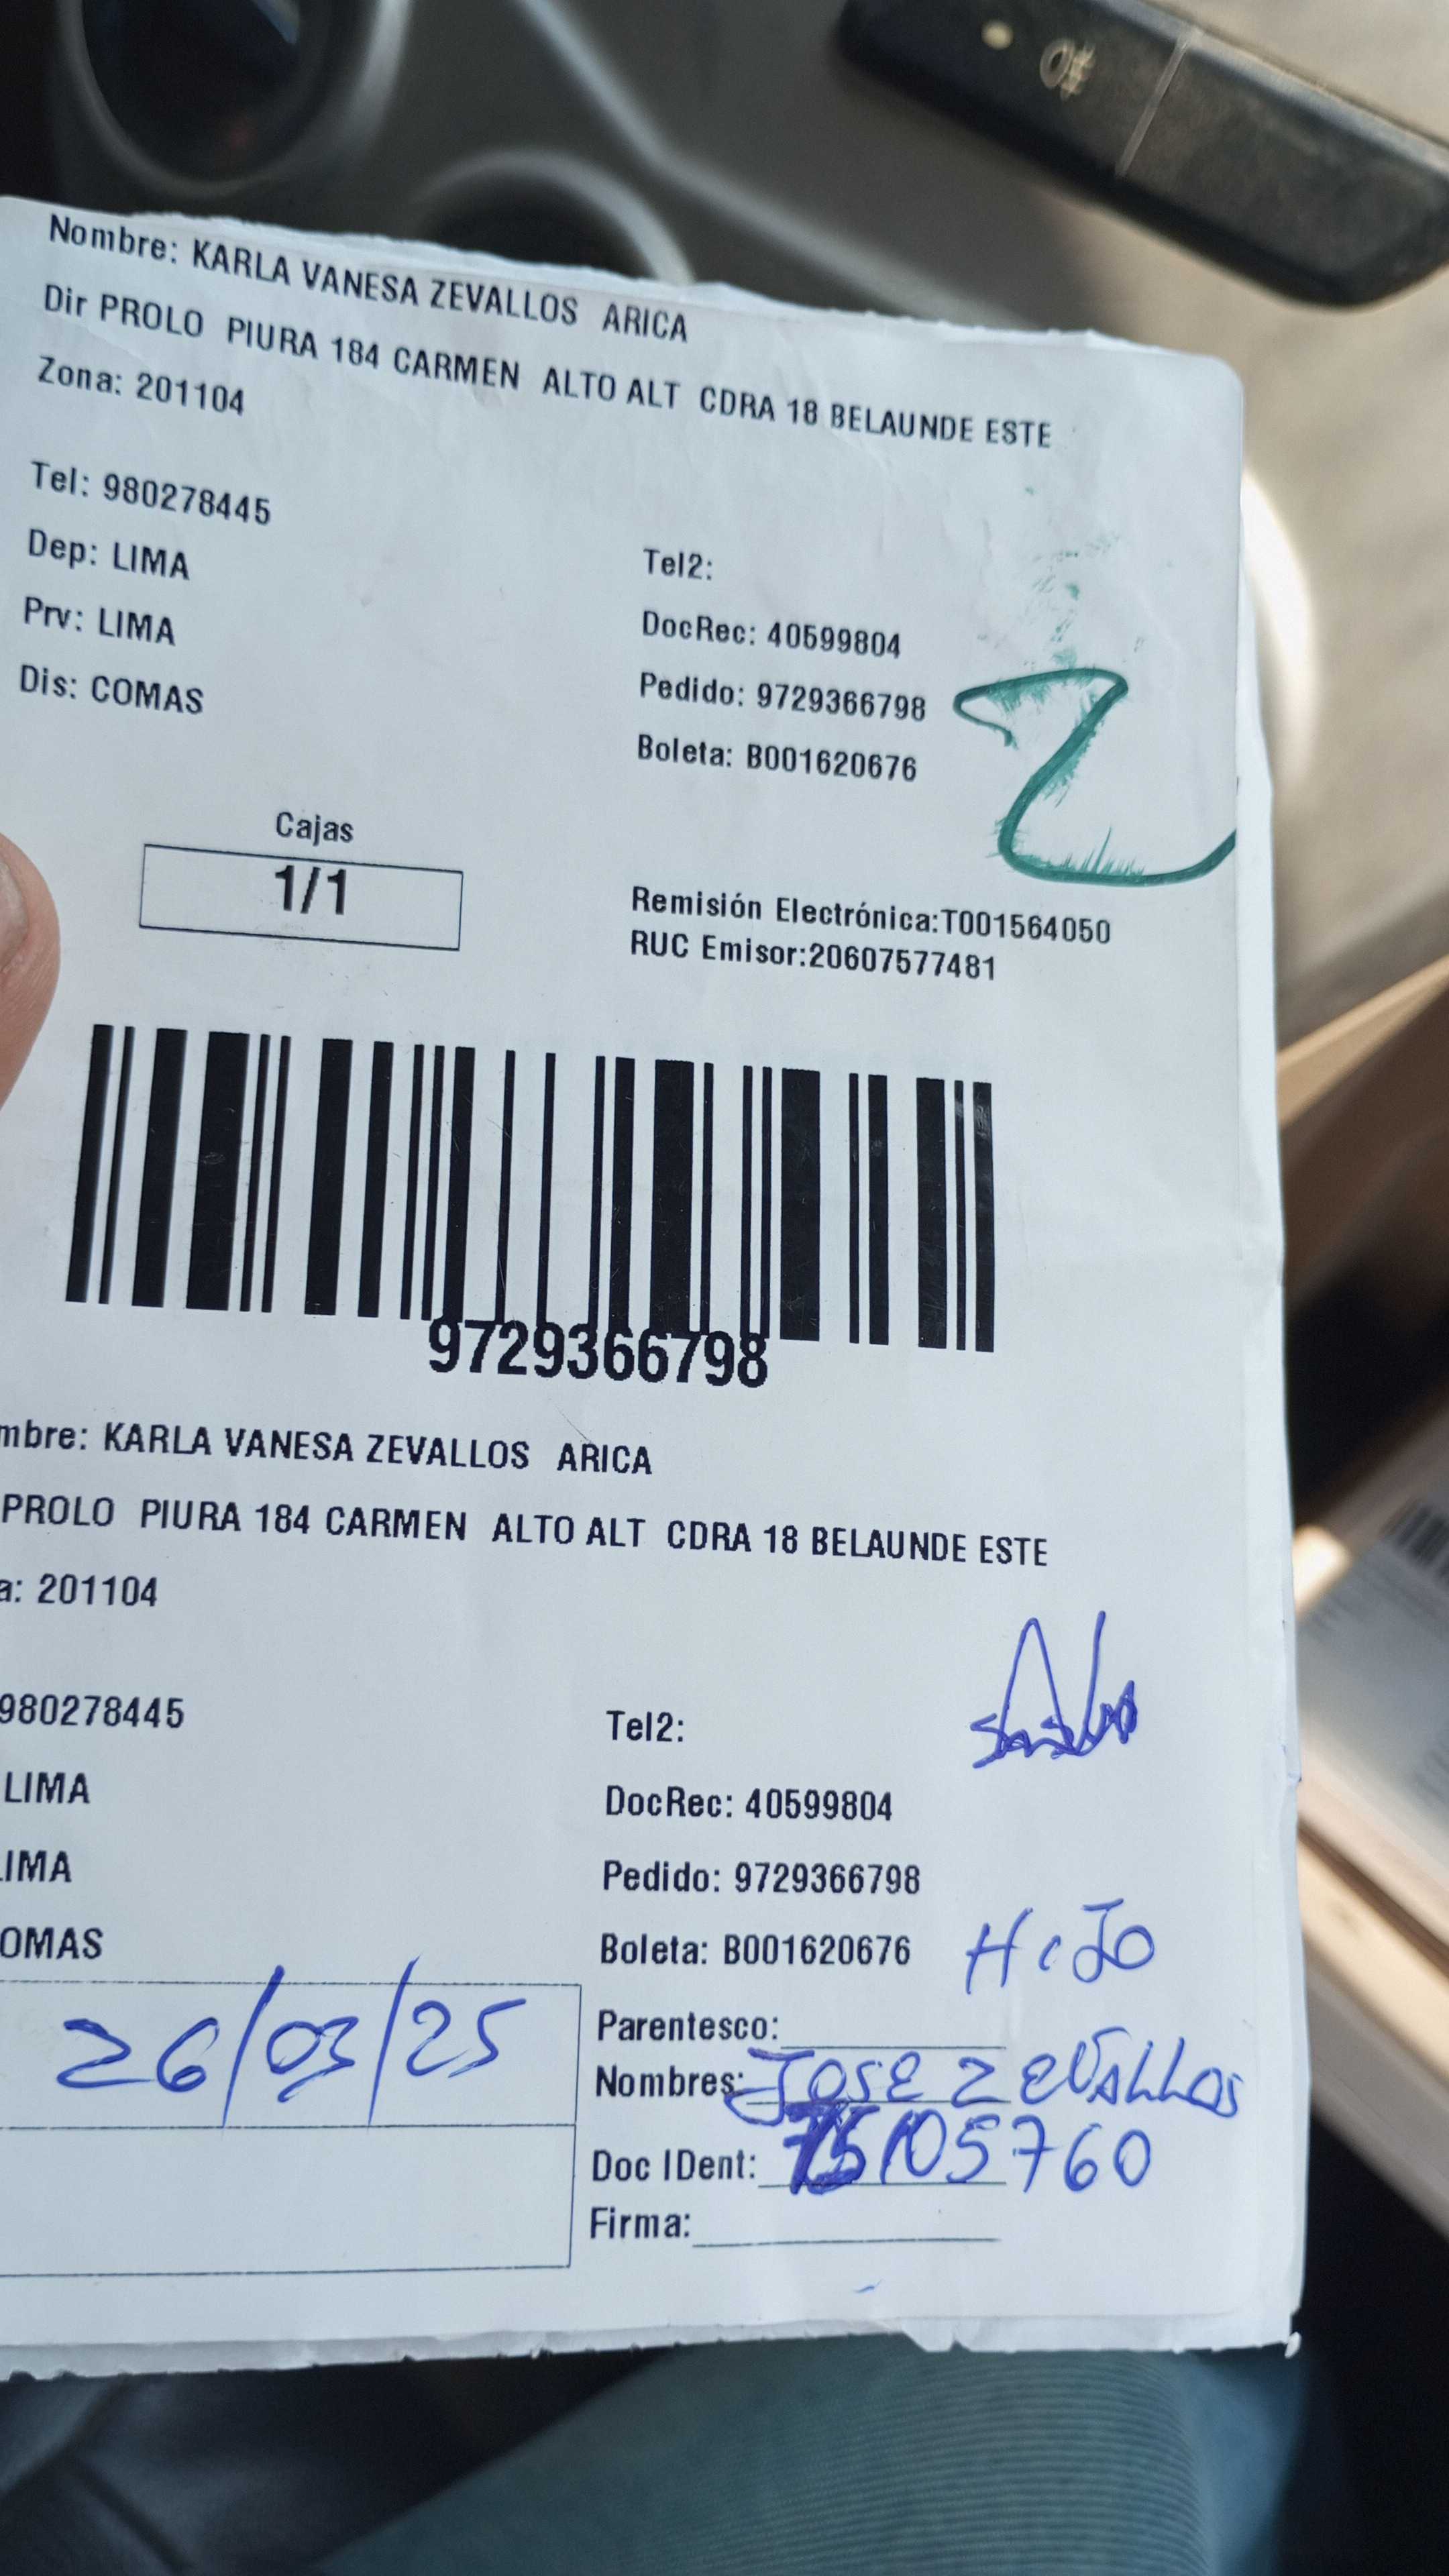 Nombre: KARLA VANESA ZEVALLOS ARICA
Dir PROLO PIURA 184 CARMEN ALTO ALT CDRA 18 BELAUNDE ESTE
Zona: 201104
Tel: 980278445
Tel2:
Dep: LIMA
DocRec: 40599804
Prv: LIMA
Pedido: 9729366798
Dis: COMAS
Boleta: B001620676
2
Cajas
1/1
Remisión Electrónica:T001564050
RUC Emisor:20607577481
9729366798
mbre: KARLA VANESA ZEVALLOS ARICA
PROLO PIURA 184 CARMEN ALTO ALT CDRA 18 BELAUNDE ESTE
a: 201104
980278445
Tel2:
LIMA
DocRec: 40599804
IMA
Pedido: 9729366798
OMAS
Boleta: B001620676
HiJO
26/03/25
Parentesco:
Nombres: JOSE ZEVALLOS
Doc IDent: 75105760
Firma: